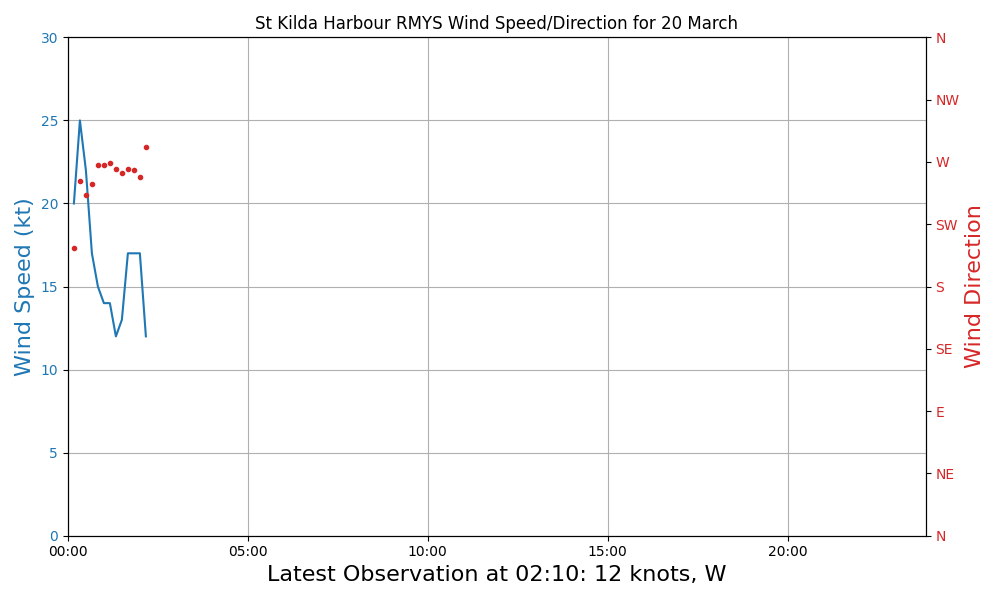 St Kilda Harbour RMYS Wind Speed/Direction for 20 March
30
25
20
15
10
5
0
Wind Speed (kt)
N
NW
W
SW
S
SE
E
NE
N
Wind Direction
00:00
05:00
10:00
15:00
20:00
Latest Observation at 02:10: 12 knots, W